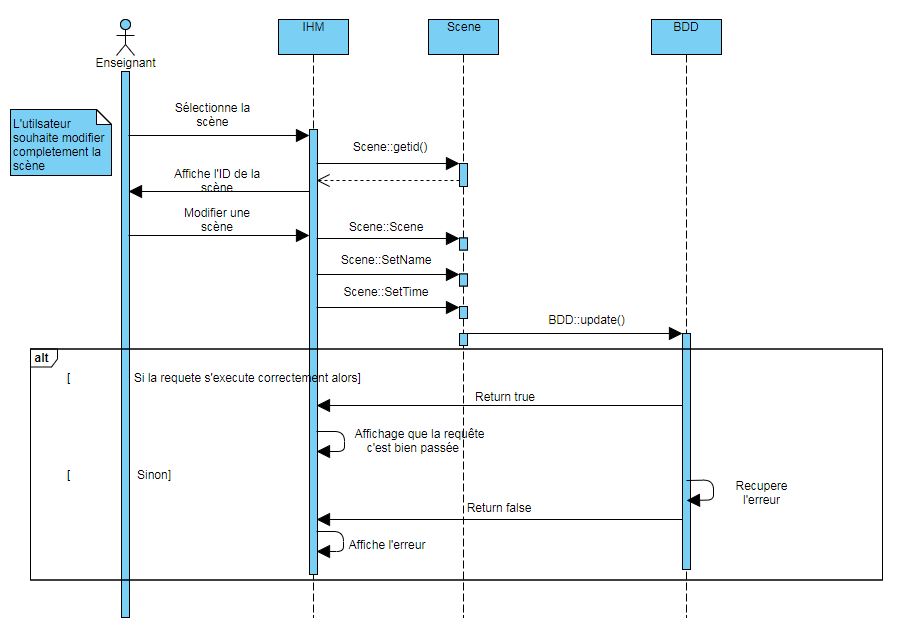 Enseignant
IHM
Scene
BDD
L'utilsateur
souhaite modifier
completement la
scène
Sélectionne la
scène
Scene::getid()
Affiche l'ID de la
scène
Modifier une
scène
Scene::Scene
Scene::SetName
Scene::SetTime
BDD::update()
alt
[ Si la requete s'execute correctement alors]
Return true
Affichage que la requête
c'est bien passée
[ Sinon]
Recupere
l'erreur
Return false
Affiche l'erreur